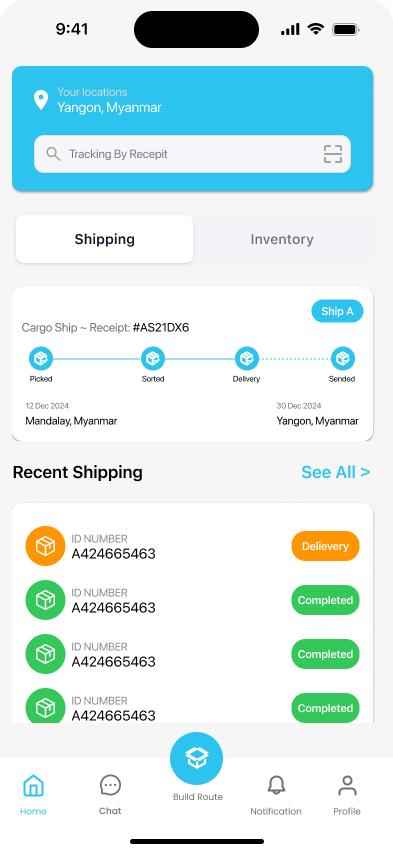 9:41
Your locations
Yangon, Myanmar
Tracking By Recepit
Shipping
Inventory
Ship A
Cargo Ship ~ Receipt: #AS21DX6
Picked
Sorted
Delivery
Sended
12 Dec 2024
30 Dec 2024
Mandalay, Myanmar
Yangon, Myanmar
Recent Shipping
See All >
ID NUMBER
A424665463
Delievery
ID NUMBER
A424665463
Completed
ID NUMBER
A424665463
Completed
ID NUMBER
A424665463
Completed
Home
Chat
Build Route
Notification
Profile